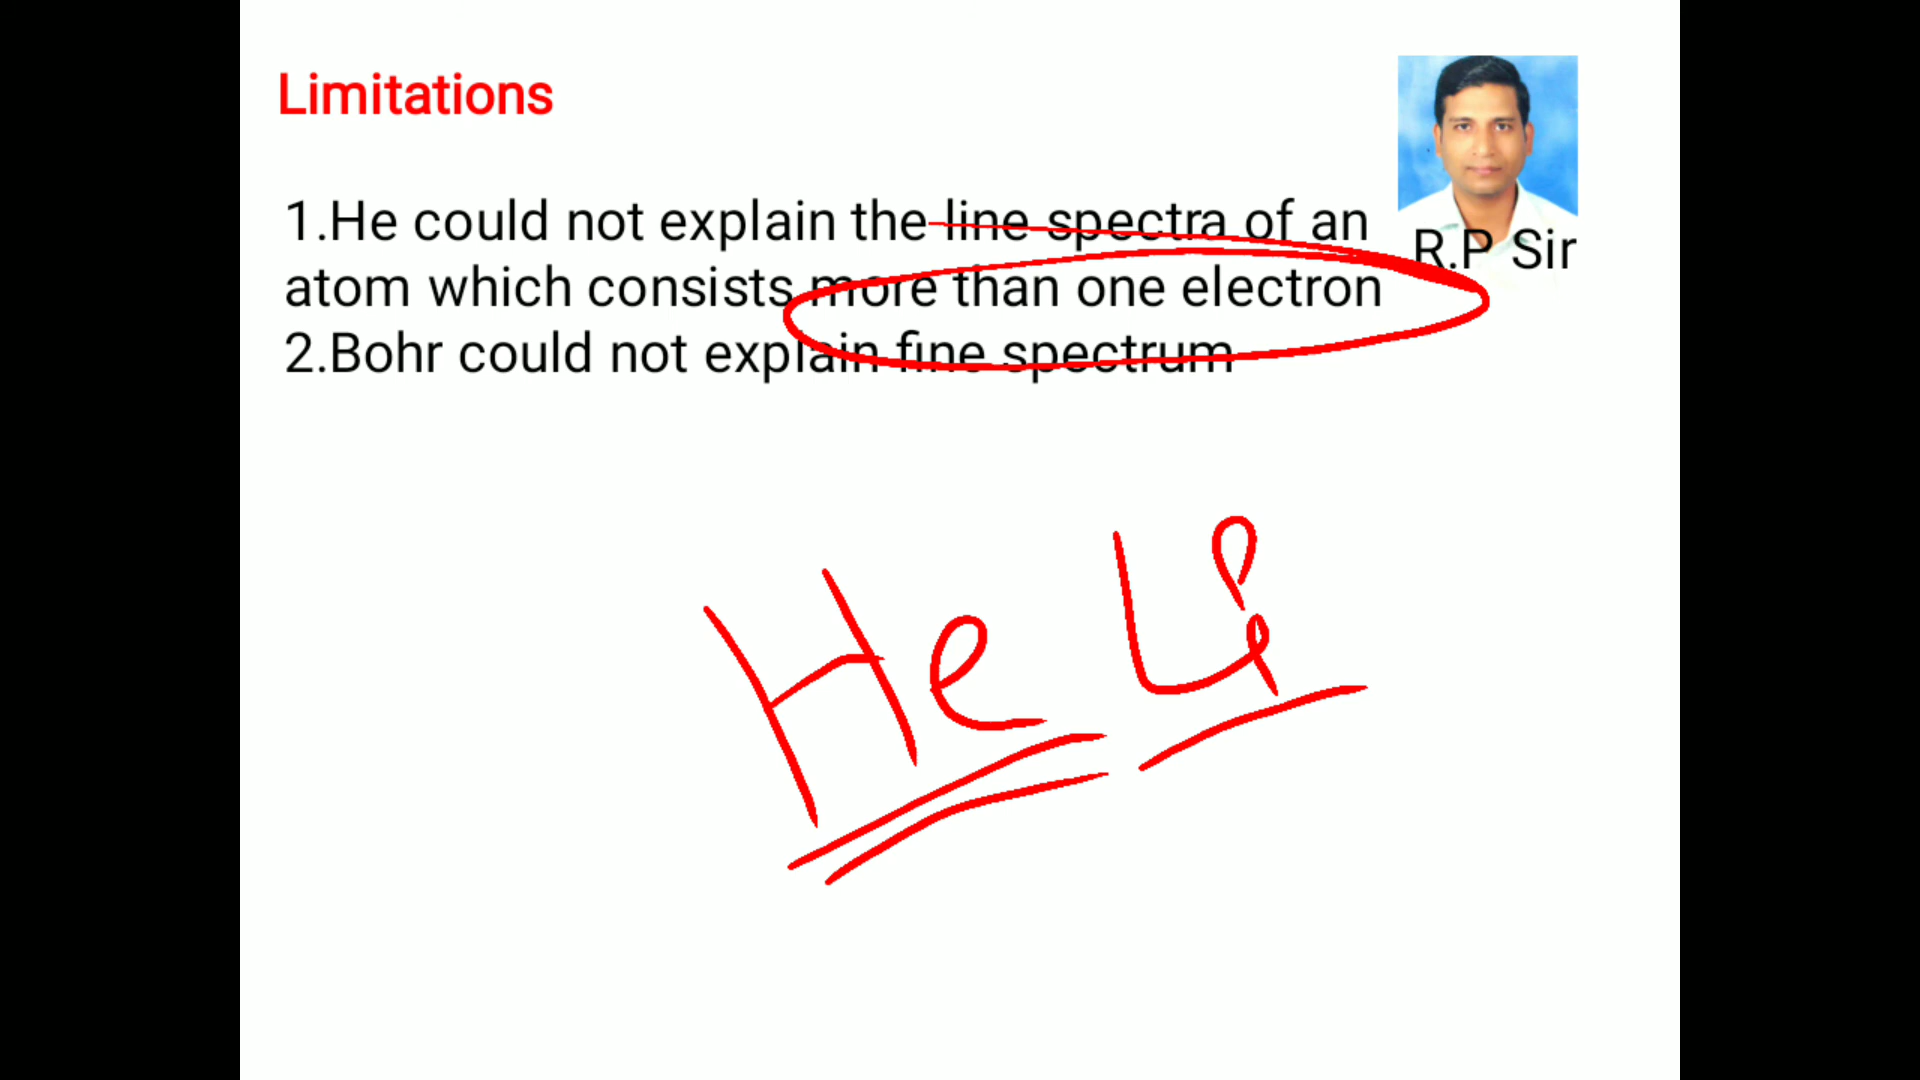 Limitations
1.He could not explain the line spectra of an
atom which consists more than one electron
2.Bohr could not explain fine spectrum
R.P Sir
He Li